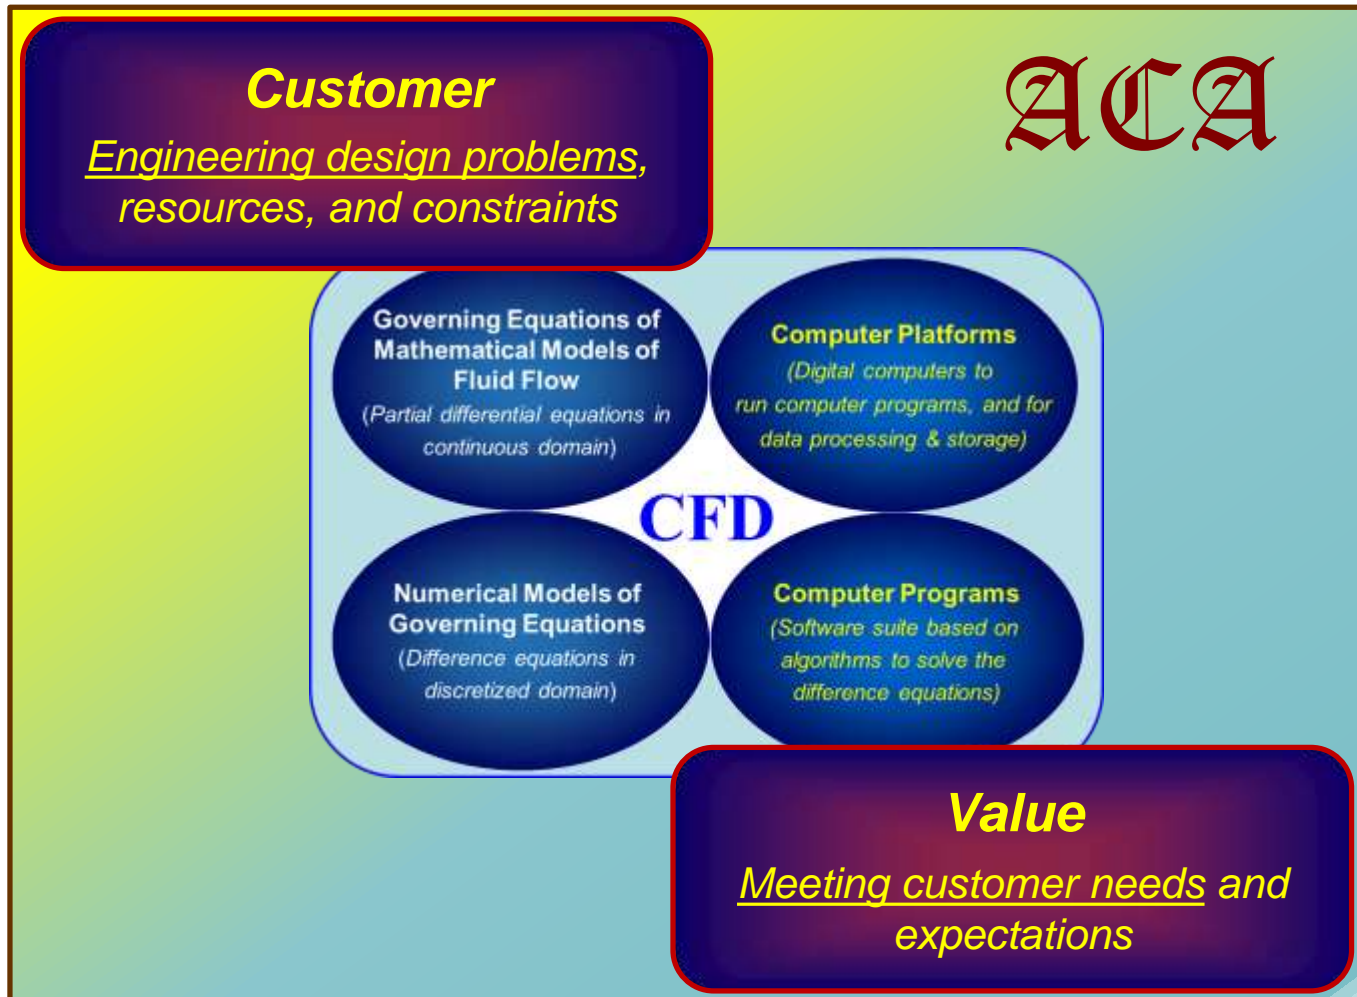 Customer
Engineering design problems,
resources, and constraints
ACA
Governing Equations of
Mathematical Models of
Fluid Flow
(Partial differential equations in
continuous domain)
Computer Platforms
(Digital computers to
run computer programs, and for
data processing & storage)
CFD
Numerical Models of
Governing Equations
(Difference equations in
discretized domain)
Computer Programs
(Software suite based on
algorithms to solve the
difference equations)
Value
Meeting customer needs and
expectations